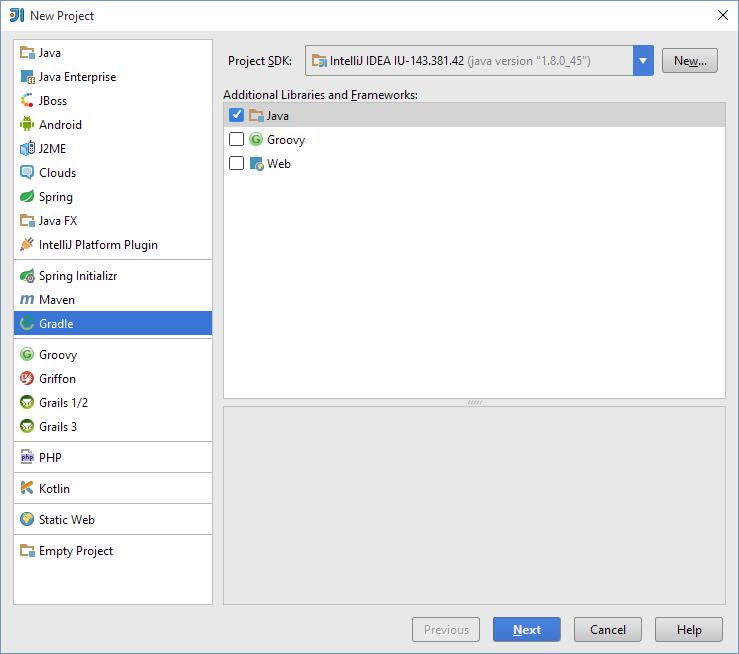 New Project
Java
Java Enterprise
JBoss
Android
J2ME
Clouds
Spring
Java FX
IntelliJ Platform Plugin
Spring Initializr
Maven
Gradle
Groovy
Griffon
Grails 1/2
Grails 3
PHP
Kotlin
Static Web
Empty Project
Project SDK: IntelliJ IDEA IU-143.381.42 (java version "1.8.0_45") New...
Additional Libraries and Frameworks:
Java
Groovy
Web
Previous Next Cancel Help